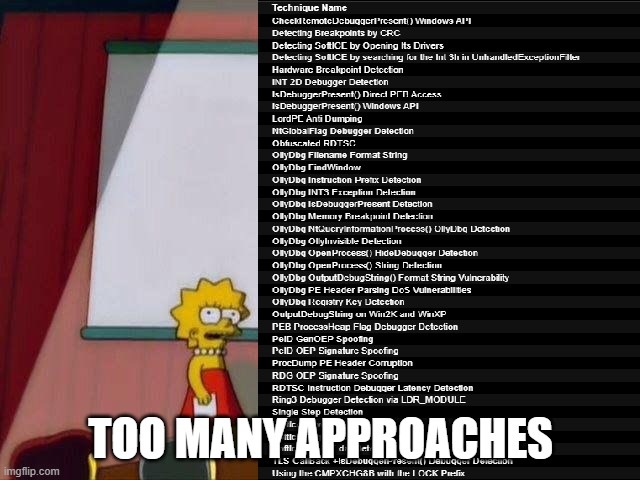 Technique Name
CheckRemoteDebuggerPresent() Windows API
Detecting Breakpoints by CRC
Detecting SoftICE by Opening Its Drivers
Detecting SoftICE by searching for the Int 3h in UnhandledExceptionFilter
Hardware Breakpoint Detection
INT 2D Debugger Detection
IsDebuggerPresent() Direct PEB Access
IsDebuggerPresent() Windows API
LordPE Anti Dumping
NtGlobalFlag Debugger Detection
Obfuscated RDTSC
OllyDbg Filename Format String
OllyDbg FindWindow
OllyDbg Instruction Prefix Detection
OllyDbg INT3 Exception Detection
OllyDbg IsDebuggerPresent Detection
OllyDbg Memory Breakpoint Detection
OllyDbg NtQueryInformationProcess() OllyDbg Detection
OllyDbg OllyInvisible Detection
OllyDbg OpenProcess() HideDebugger Detection
OllyDbg OpenProcess() String Detection
OllyDbg OutputDebugString() Format String Vulnerability
OllyDbg PE Header Parsing DoS Vulnerabilities
OllyDbg Registry Key Detection
OutputDebugString on Win2K and WinXP
PEB ProcessHeap Flag Debugger Detection
PeID GenOEP Spoofing
PeID OEP Signature Spoofing
ProcDump PE Header Corruption
RDG OEP Signature Spoofing
RDTSC Instruction Debugger Latency Detection
Ring3 Debugger Detection via LDR_MODULE
Single Step Detection
TOO MANY APPROACHES
TLS CallBack +IsDebuggerPresent() Debugger Detection
Using the CMPXCHG8B with the LOCK Prefix
imgflip.com